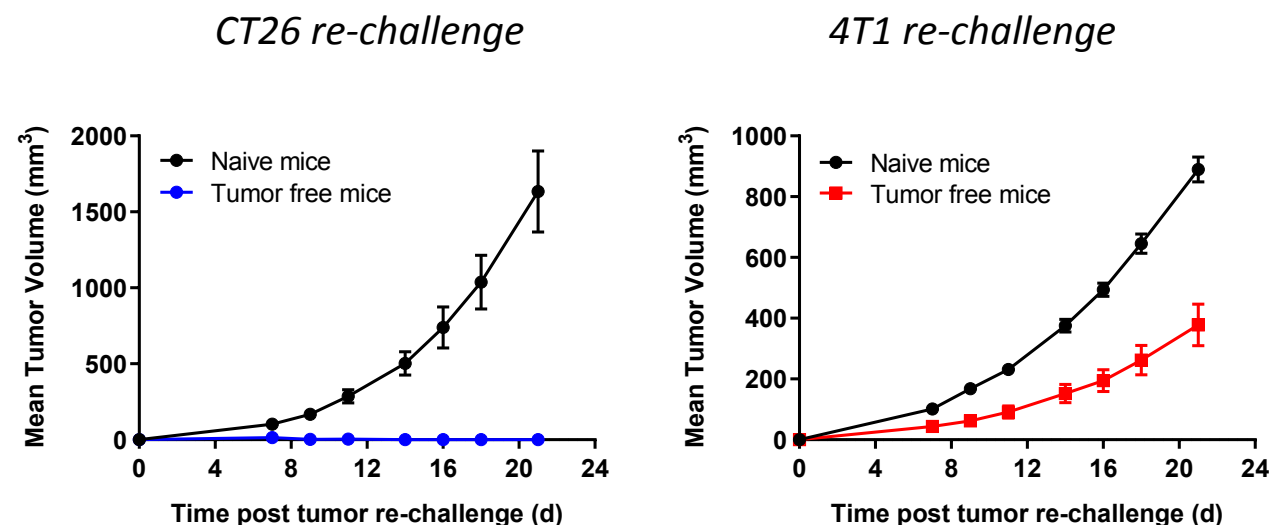 CT26 re-challenge
Mean Tumor Volume (mm³)
2000
1500
1000
500
0
Naive mice
Tumor free mice
0 4 8 12 16 20 24
Time post tumor re-challenge (d)
4T1 re-challenge
Mean Tumor Volume (mm³)
1000
800
600
400
200
0
Naive mice
Tumor free mice
0 4 8 12 16 20 24
Time post tumor re-challenge (d)